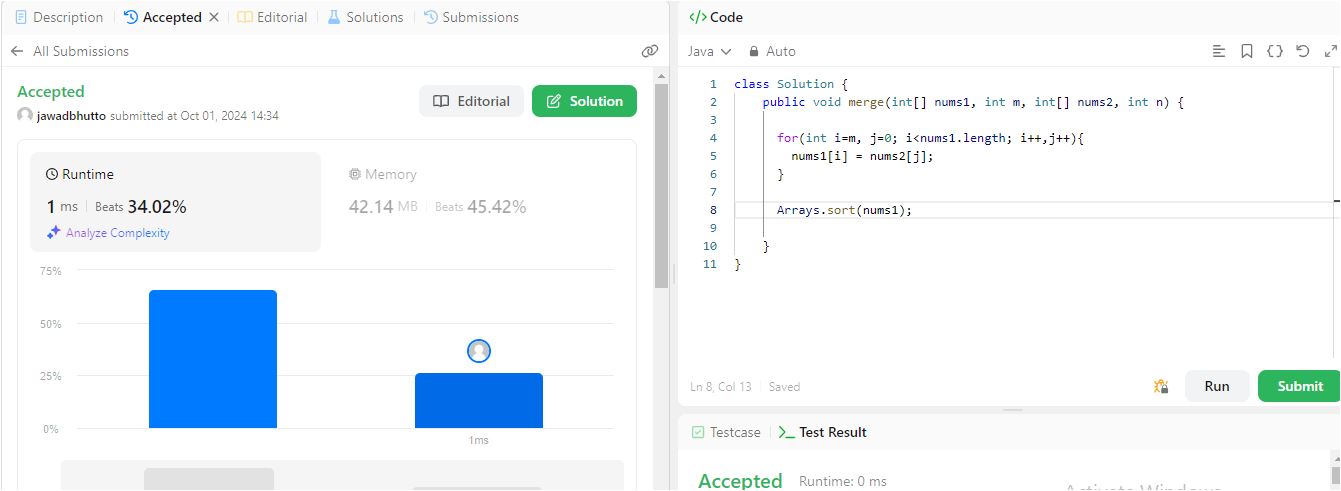 Description
Accepted
Editorial
Solutions
Submissions
All Submissions
Accepted
jawadbhutto submitted at Oct 01, 2024 14:34
Editorial
Solution
Runtime
1 ms Beats 34.02%
Analyze Complexity
Memory
42.14 MB Beats 45.42%
75%
50%
25%
0%
1ms
</> Code
Java
Auto
1 class Solution {
2 public void merge(int[] nums1, int m, int[] nums2, int n) {
3
4 for(int i=m, j=0; i<nums1.length; i++,j++){
5 nums1[i] = nums2[j];
6 }
7
8 Arrays.sort(nums1);
9
10 }
11 }
Ln 8, Col 13 Saved
Run
Submit
Testcase
Test Result
Accepted Runtime: 0 ms
Activate Windows